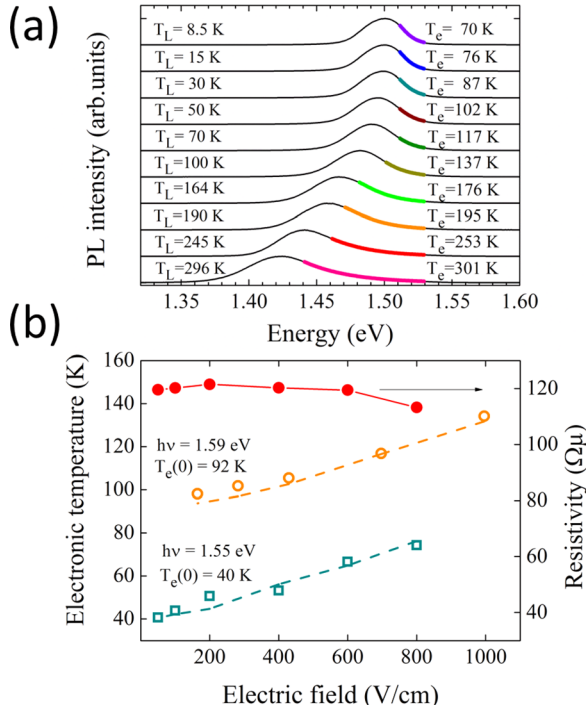 (a)
PL intensity (arb.units)
T_L= 8.5 K T_e= 70 K
T_L= 15 K T_e= 76 K
T_L= 30 K T_e= 87 K
T_L= 50 K T_e=102 K
T_L= 70 K T_e=117 K
T_L=100 K T_e=137 K
T_L=164 K T_e=176 K
T_L=190 K T_e=195 K
T_L=245 K T_e=253 K
T_L=296 K T_e=301 K
1.35 1.40 1.45 1.50 1.55 1.60
Energy (eV)
(b)
Electronic temperature (K)
160
140
120
100
80
60
40
hν = 1.59 eV
T_e(0) = 92 K
hν = 1.55 eV
T_e(0) = 40 K
120
100
80
60
40
Resistivity (Ωμ)
200 400 600 800 1000
Electric field (V/cm)